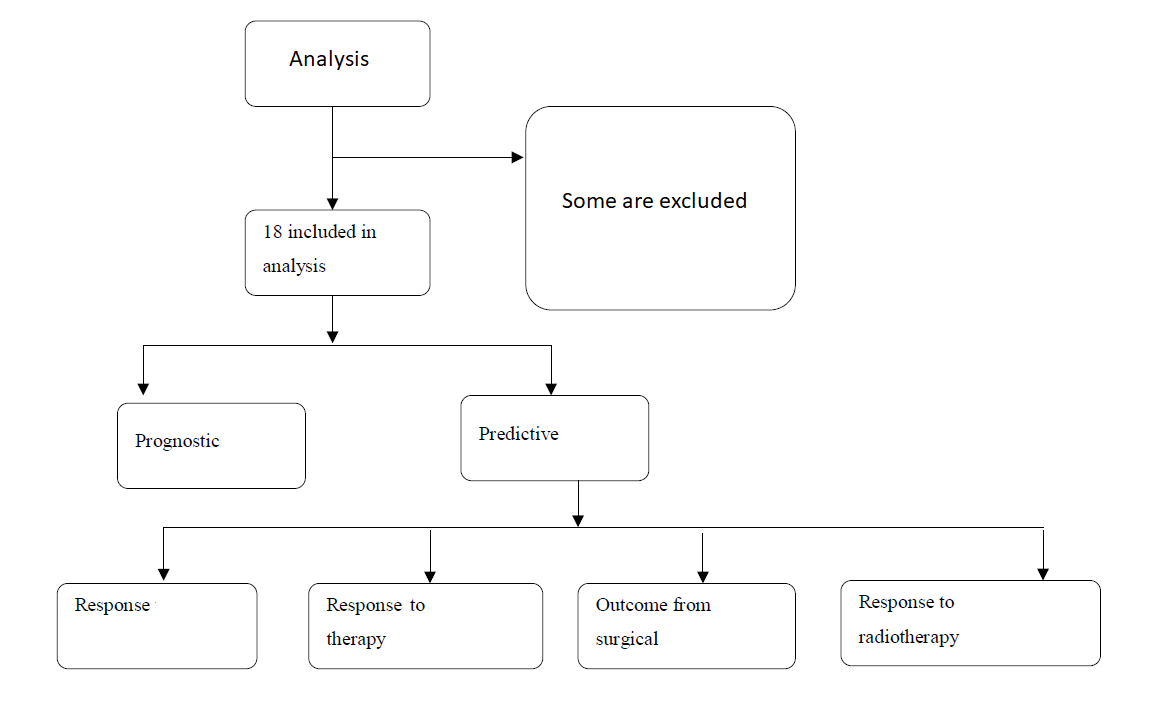 Analysis
Some are excluded
18 included in
analysis
Prognostic
Predictive
Response
Response to
therapy
Outcome from
surgical
Response to
radiotherapy